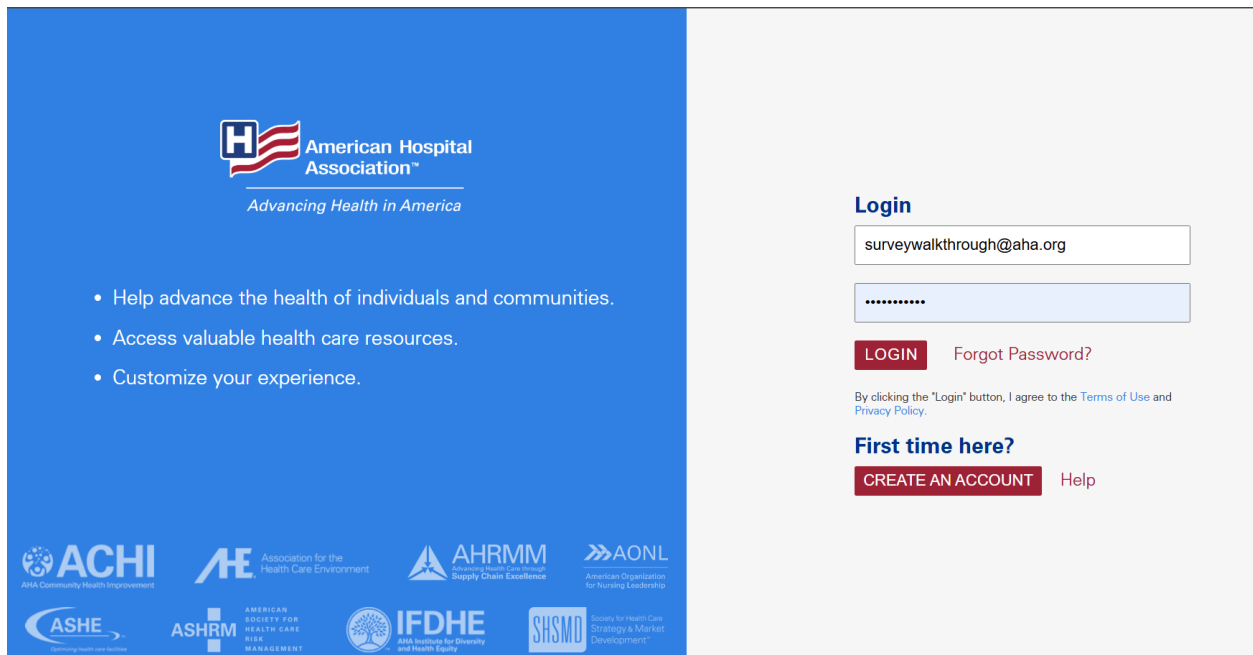 H American Hospital
Association™
Advancing Health in America
• Help advance the health of individuals and communities.
• Access valuable health care resources.
• Customize your experience.
Login
surveywalkthrough@aha.org
•••••••••••
LOGIN Forgot Password?
By clicking the "Login" button, I agree to the Terms of Use and
Privacy Policy.
First time here?
CREATE AN ACCOUNT Help
ACHI
AHA Community Health Improvement
AHE
Association for the
Health Care Environment
AHRMM
Advancing Health Care through
Supply Chain Excellence
AONL
American Organization
for Nursing Leadership
ASHE
Optimizing health care facilities
ASHRM
AMERICAN
SOCIETY FOR
HEALTH CARE
RISK
MANAGEMENT
IFDHE
AHA Institute for Diversity
and Health Equity
SHSMD
Society for Health Care
Strategy & Market
Development™